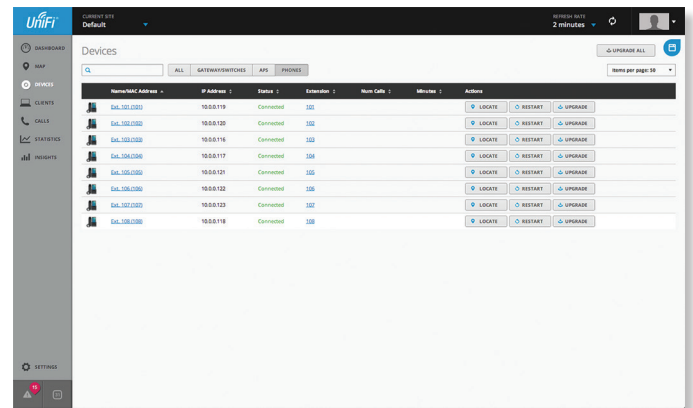 UniFi
CURRENT SITE
Default
REFRESH RATE
2 minutes
DASHBOARD
MAP
DEVICES
CLIENTS
CALLS
STATISTICS
INSIGHTS
SETTINGS
15
Devices
UPGRADE ALL
ALL GATEWAY/SWITCHES APS PHONES
Items per page: 50
Name/MAC Address IP Address Status Extension Num Calls Minutes Actions
Ext. 101 (101) 10.0.0.119 Connected 101 LOCATE RESTART UPGRADE
Ext. 102 (102) 10.0.0.120 Connected 102 LOCATE RESTART UPGRADE
Ext. 103 (103) 10.0.0.116 Connected 103 LOCATE RESTART UPGRADE
Ext. 104 (104) 10.0.0.117 Connected 104 LOCATE RESTART UPGRADE
Ext. 105 (105) 10.0.0.121 Connected 105 LOCATE RESTART UPGRADE
Ext. 106 (106) 10.0.0.122 Connected 106 LOCATE RESTART UPGRADE
Ext. 107 (107) 10.0.0.123 Connected 107 LOCATE RESTART UPGRADE
Ext. 108 (108) 10.0.0.118 Connected 108 LOCATE RESTART UPGRADE